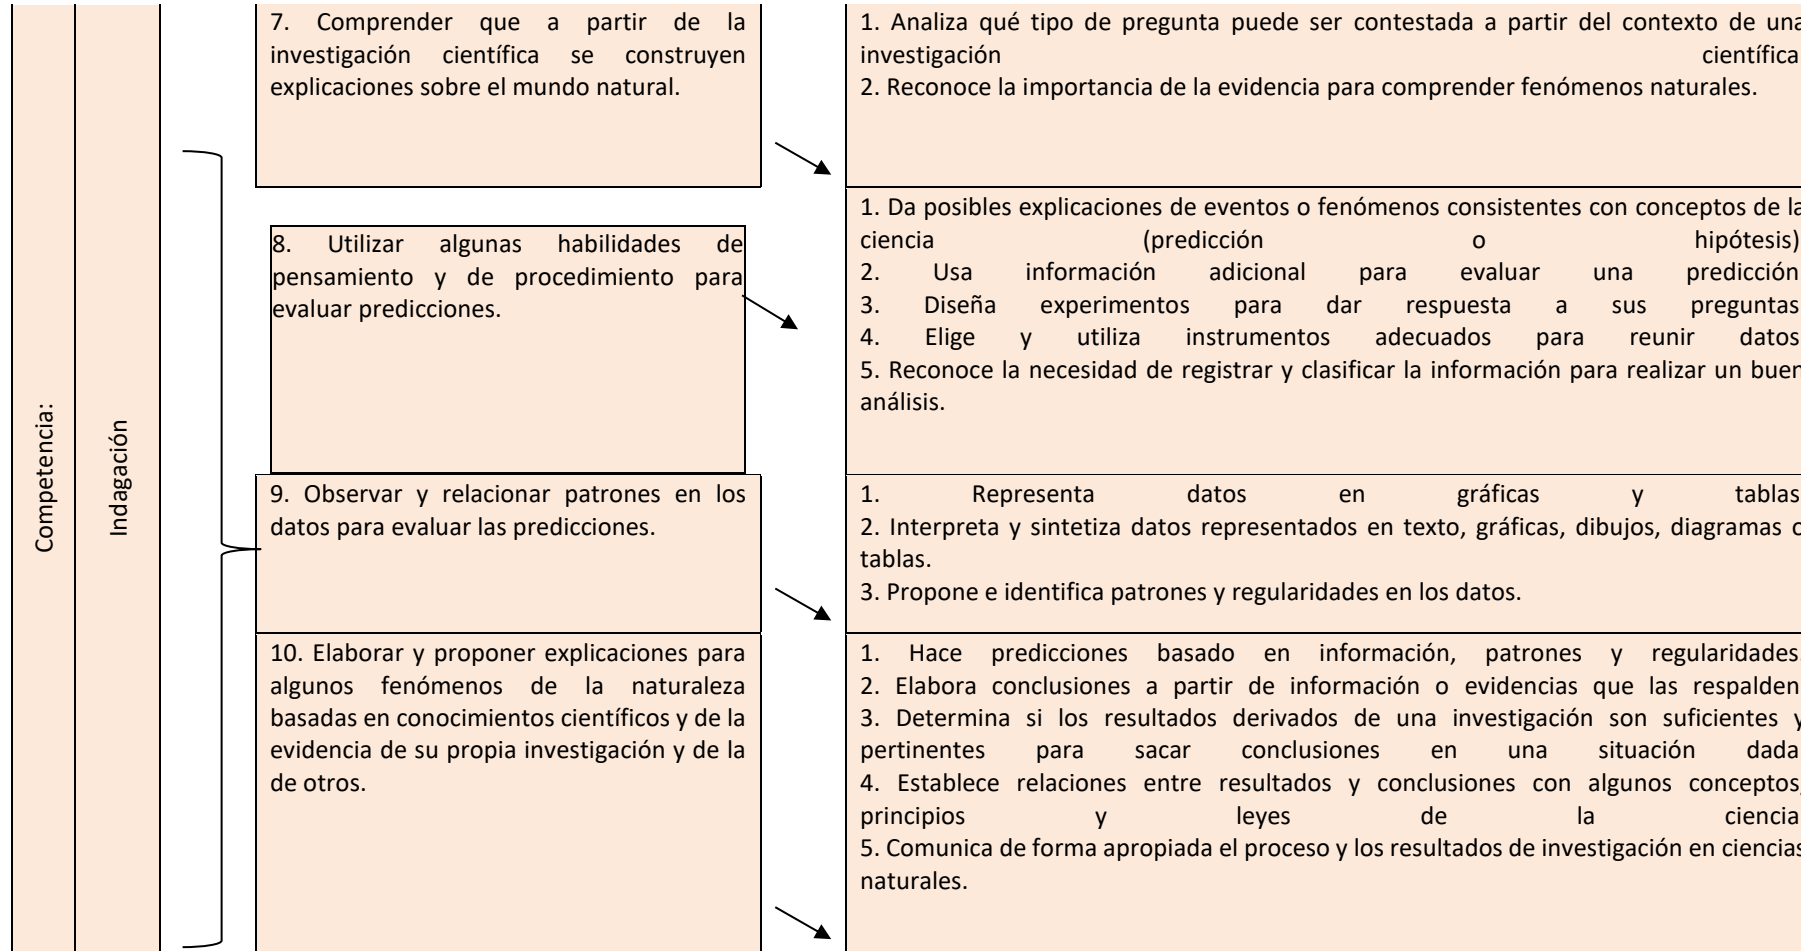 Competencia:
Indagación
7. Comprender que a partir de la
investigación científica se construyen
explicaciones sobre el mundo natural.
1. Analiza qué tipo de pregunta puede ser contestada a partir del contexto de una
investigación científica
2. Reconoce la importancia de la evidencia para comprender fenómenos naturales.
8. Utilizar algunas habilidades de
pensamiento y de procedimiento para
evaluar predicciones.
1. Da posibles explicaciones de eventos o fenómenos consistentes con conceptos de la
ciencia (predicción o hipótesis)
2. Usa información adicional para evaluar una predicción
3. Diseña experimentos para dar respuesta a sus preguntas
4. Elige y utiliza instrumentos adecuados para reunir datos
5. Reconoce la necesidad de registrar y clasificar la información para realizar un buen
análisis.
9. Observar y relacionar patrones en los
datos para evaluar las predicciones.
1. Representa datos en gráficas y tablas
2. Interpreta y sintetiza datos representados en texto, gráficas, dibujos, diagramas o
tablas.
3. Propone e identifica patrones y regularidades en los datos.
10. Elaborar y proponer explicaciones para
algunos fenómenos de la naturaleza
basadas en conocimientos científicos y de la
evidencia de su propia investigación y de la
de otros.
1. Hace predicciones basado en información, patrones y regularidades.
2. Elabora conclusiones a partir de información o evidencias que las respalden
3. Determina si los resultados derivados de una investigación son suficientes y
pertinentes para sacar conclusiones en una situación dada
4. Establece relaciones entre resultados y conclusiones con algunos conceptos,
principios y leyes de la ciencia
5. Comunica de forma apropiada el proceso y los resultados de investigación en ciencias
naturales.